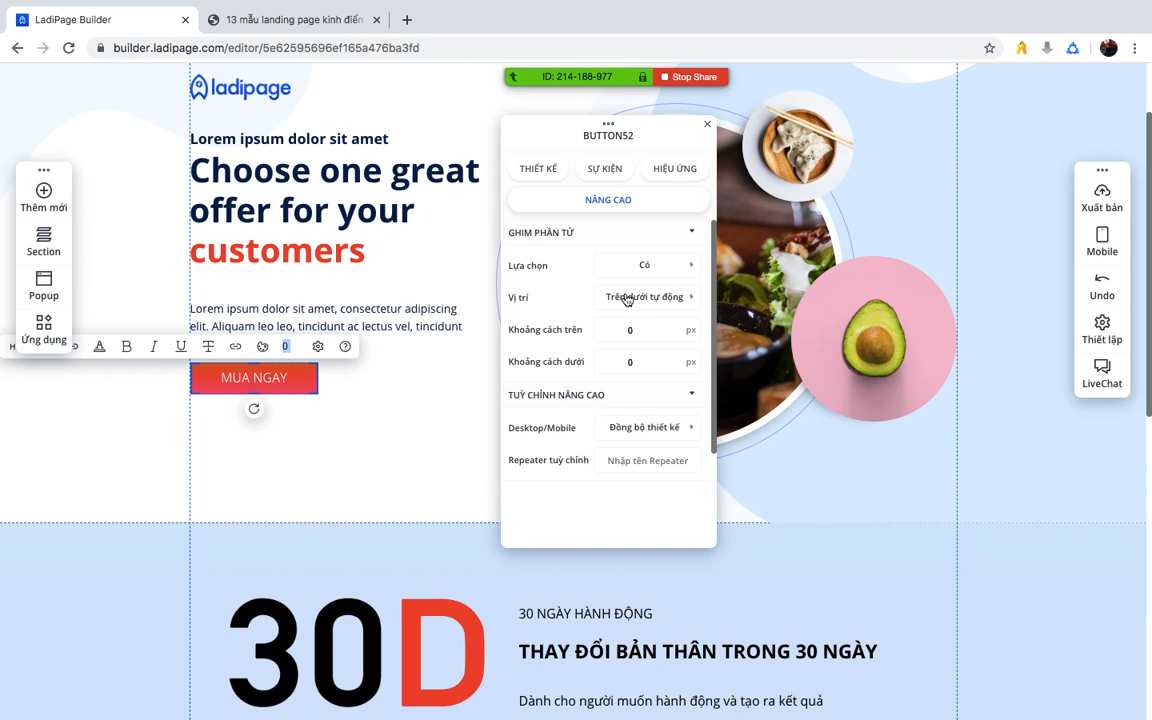 LadiPage Builder
13 mẫu landing page kinh điển
builder.ladipage.com/editor/5e62595696ef165a476ba3fd
ID: 214-188-977
Stop Share
ladipage
Lorem ipsum dolor sit amet
Choose one great
offer for your
customers
Lorem ipsum dolor sit amet, consectetur adipiscing
elit. Aliquam leo leo, tincidunt ac lectus vel, tincidunt
Thêm mới
Section
Popup
Ứng dụng
B I U T 0
MUA NGAY
BUTTON52
THIẾT KẾ
SỰ KIỆN
HIỆU ỨNG
NÂNG CAO
GHIM PHẦN TỬ
Lựa chọn
Có
Vị trí
Trên dưới tự động
Khoảng cách trên
0
px
Khoảng cách dưới
0
px
TUỲ CHỈNH NÂNG CAO
Desktop/Mobile
Đồng bộ thiết kế
Repeater tuỳ chỉnh
Nhập tên Repeater
Xuất bản
Mobile
Undo
Thiết lập
LiveChat
30D
30 NGÀY HÀNH ĐỘNG
THAY ĐỔI BẢN THÂN TRONG 30 NGÀY
Dành cho người muốn hành động và tạo ra kết quả